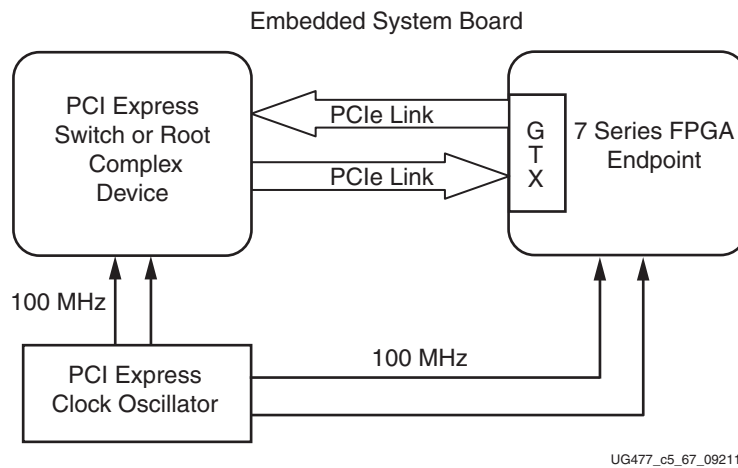 Embedded System Board
PCI Express
Switch or Root
Complex
Device
PCIe Link
PCIe Link
G
T
X
7 Series FPGA
Endpoint
100 MHz
PCI Express
Clock Oscillator
100 MHz
UG477_c5_67_09211